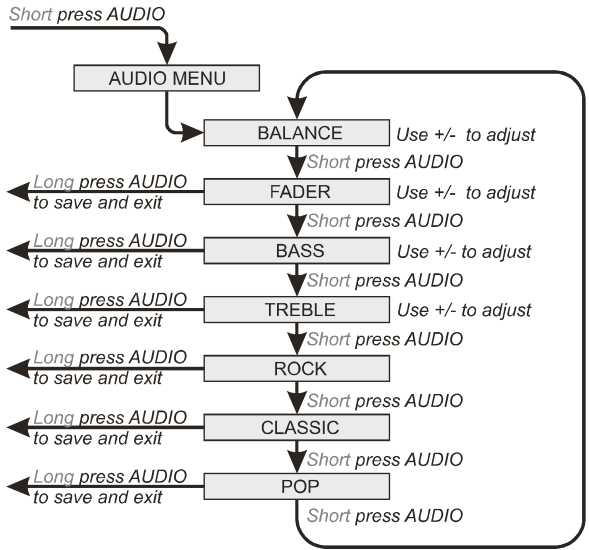 Short press AUDIO
AUDIO MENU
BALANCE
Use +/- to adjust
Short press AUDIO
Long press AUDIO
to save and exit
FADER
Use +/- to adjust
Short press AUDIO
Long press AUDIO
to save and exit
BASS
Use +/- to adjust
Short press AUDIO
Long press AUDIO
to save and exit
TREBLE
Use +/- to adjust
Short press AUDIO
Long press AUDIO
to save and exit
ROCK
Short press AUDIO
Long press AUDIO
to save and exit
CLASSIC
Short press AUDIO
Long press AUDIO
to save and exit
POP
Short press AUDIO